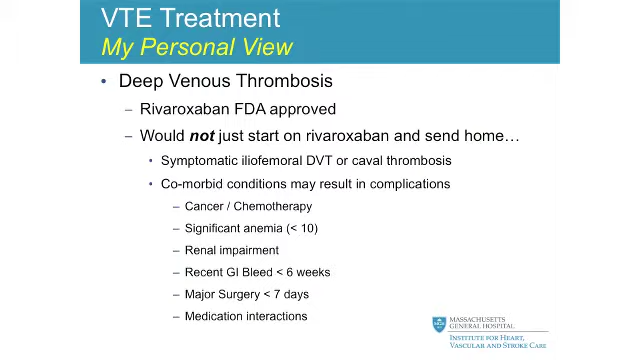 VTE Treatment
My Personal View
• Deep Venous Thrombosis
– Rivaroxaban FDA approved
– Would not just start on rivaroxaban and send home…
• Symptomatic iliofemoral DVT or caval thrombosis
• Co-morbid conditions may result in complications
– Cancer / Chemotherapy
– Significant anemia (< 10)
– Renal impairment
– Recent GI Bleed < 6 weeks
– Major Surgery < 7 days
– Medication interactions
MASSACHUSETTS
GENERAL HOSPITAL
INSTITUTE FOR HEART,
VASCULAR AND STROKE CARE